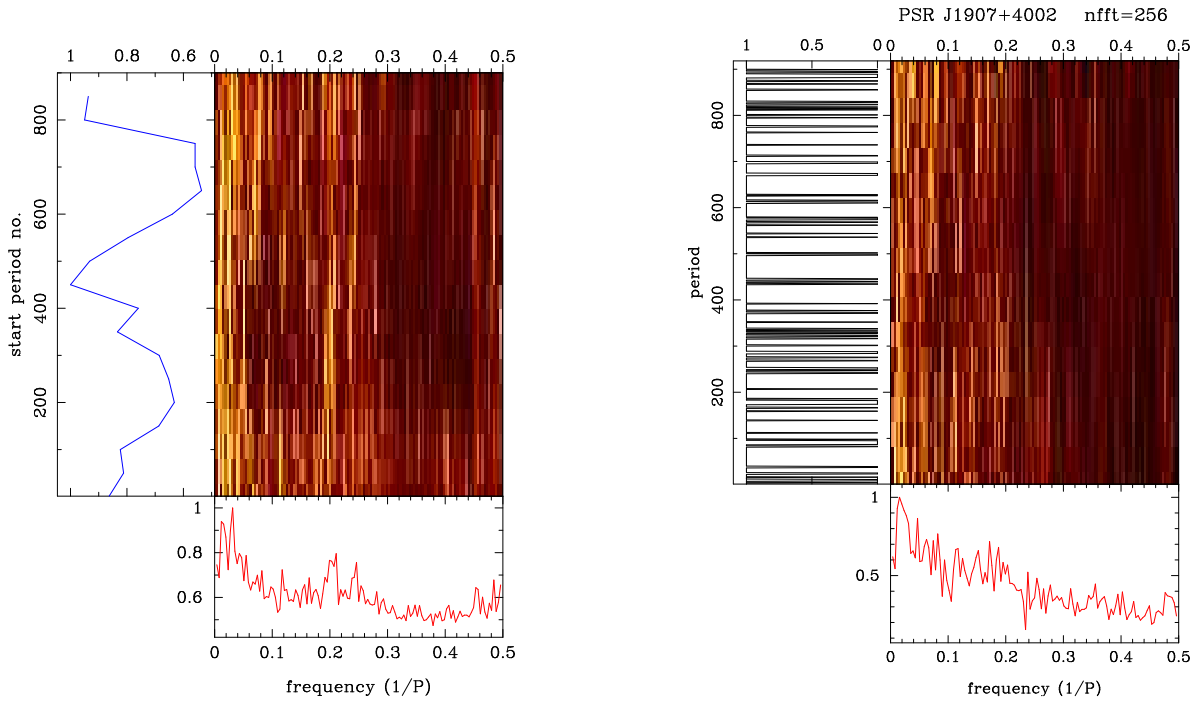 PSR J1907+4002 nfft=256
1 0.8 0.6 0 0.1 0.2 0.3 0.4 0.5
1 0.5 0 0 0.1 0.2 0.3 0.4 0.5
start period no.
200 400 600 800
period
200 400 600 800
1
0.8
0.6
0 0.1 0.2 0.3 0.4 0.5
frequency (1/P)
1
0.5
0 0.1 0.2 0.3 0.4 0.5
frequency (1/P)